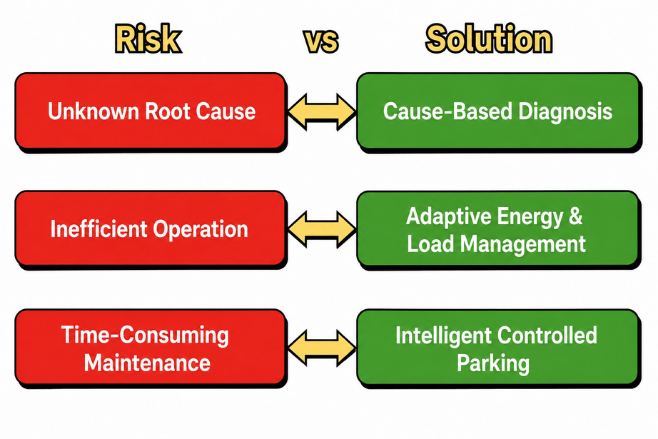 Risk vs Solution
Unknown Root Cause
Cause-Based Diagnosis
Inefficient Operation
Adaptive Energy &
Load Management
Time-Consuming
Maintenance
Intelligent Controlled
Parking